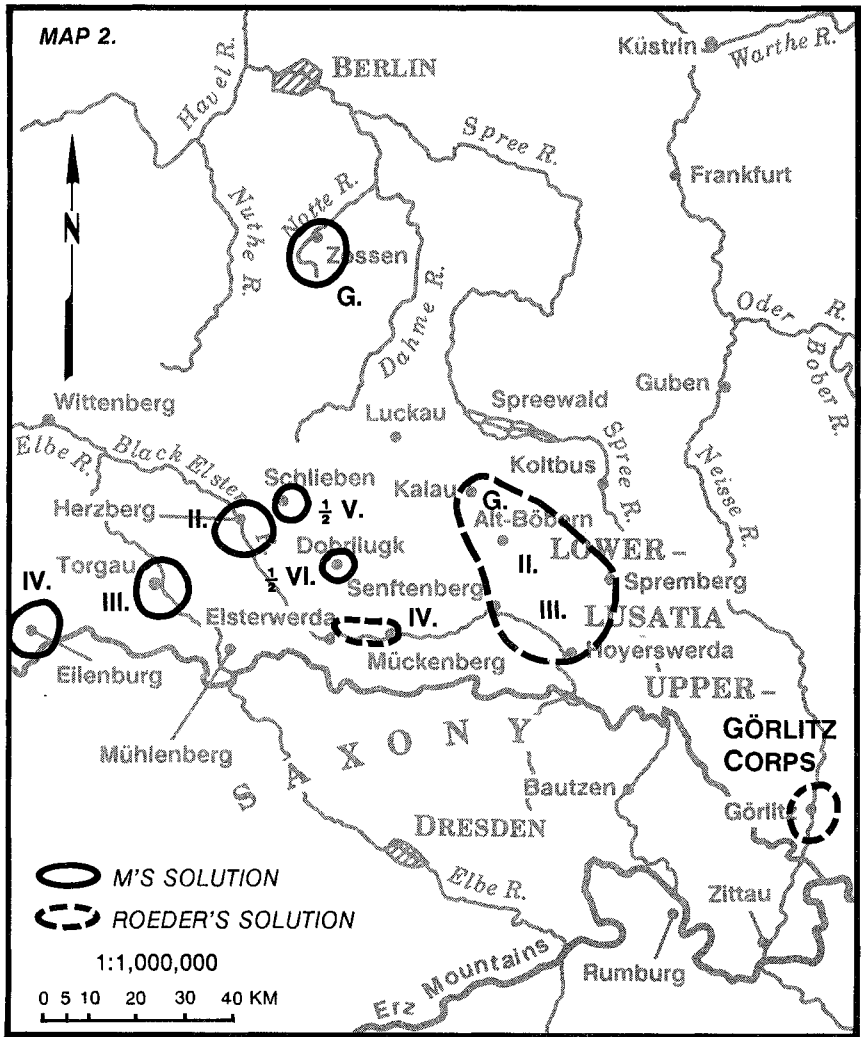 MAP 2.
Havel R.
BERLIN
Küstrin
Warthe R.
Spree R.
Frankfurt
N
Nuthe R.
Notte R.
Zossen
G.
Dahme R.
Oder R.
Bober R.
Guben
Wittenberg
Luckau
Spreewald
Elbe R.
Black Elster R.
Koltbus
Spree R.
Neisse R.
Schlieben
½ V.
Kalau
G.
Herzberg
II.
Alt-Böbern
Dobrilugk
LOWER-
½ VI.
II.
Torgau
Spremberg
IV.
III.
Senftenberg
III.
LUSATIA
Elsterwerda
IV.
Eilenburg
Mückenberg
Hoyerswerda
UPPER-
Mühlenberg
GÖRLITZ
CORPS
SAXONY
Bautzen
Görlitz
DRESDEN
Elbe R.
M'S SOLUTION
Zittau
ROEDER'S SOLUTION
1:1,000,000
Erz Mountains
Rumburg
0 5 10 20 30 40 KM